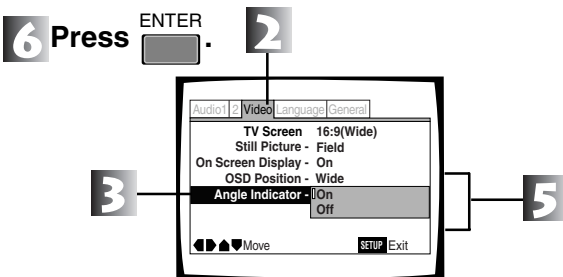 6 Press ENTER .
2
Audio1 2 Video Language General
TV Screen 16:9(Wide)
Still Picture - Field
On Screen Display - On
OSD Position - Wide
3 Angle Indicator - On
Off
5
Move SETUP Exit